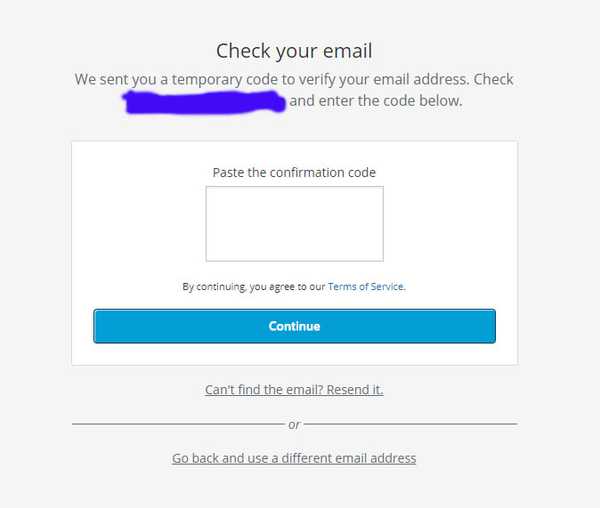 Check your email
We sent you a temporary code to verify your email address. Check
and enter the code below.
Paste the confirmation code
By continuing, you agree to our Terms of Service.
Continue
Can't find the email? Resend it.
or
Go back and use a different email address